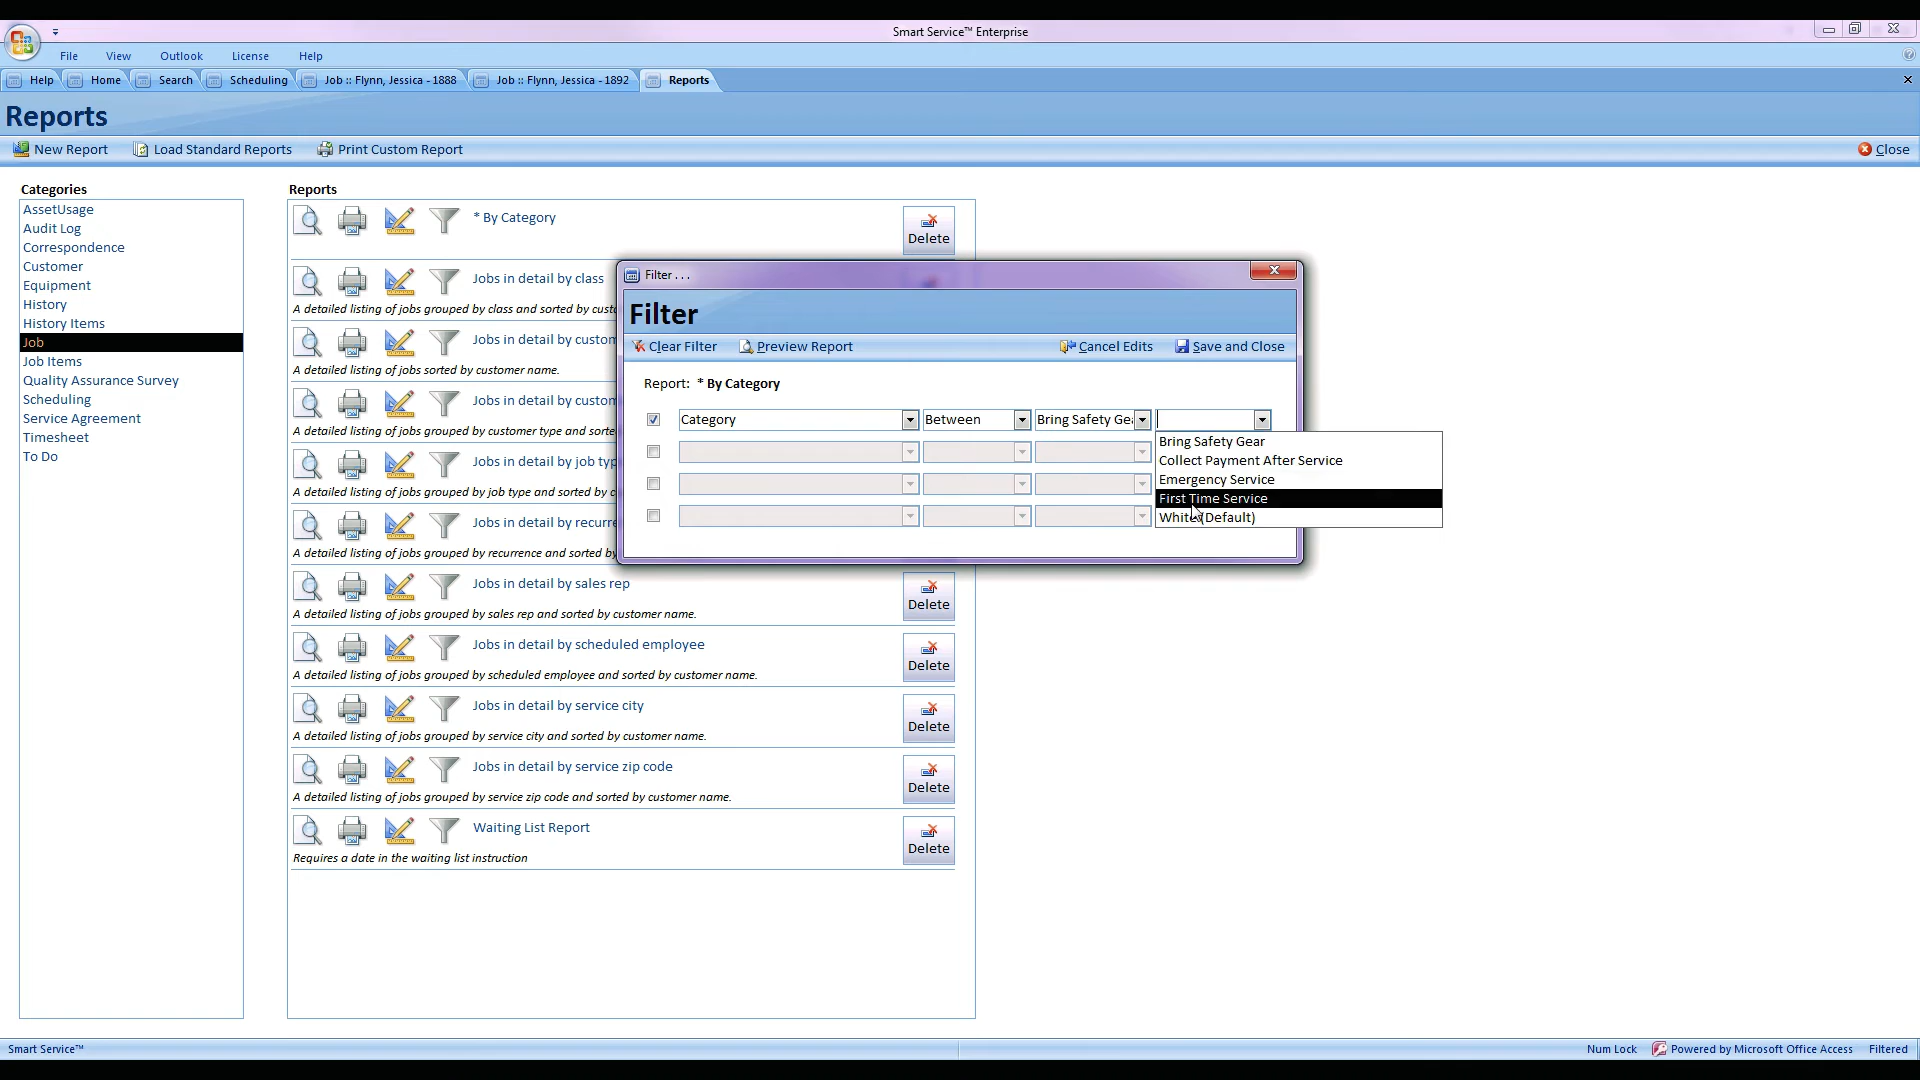 Smart Service™ Enterprise
File View Outlook License Help
Help Home Search Scheduling Job :: Flynn, Jessica - 1888 Job :: Flynn, Jessica - 1892 Reports
Reports
New Report Load Standard Reports Print Custom Report Close
Categories
AssetUsage
Audit Log
Correspondence
Customer
Equipment
History
History Items
Job
Job Items
Quality Assurance Survey
Scheduling
Service Agreement
Timesheet
To Do
Reports
* By Category
Delete
Jobs in detail by class
A detailed listing of jobs grouped by class and sorted by custo
Jobs in detail by custom
A detailed listing of jobs sorted by customer name.
Jobs in detail by custom
A detailed listing of jobs grouped by customer type and sorte
Jobs in detail by job typ
A detailed listing of jobs grouped by job type and sorted by c
Jobs in detail by recurre
A detailed listing of jobs grouped by recurrence and sorted by
Jobs in detail by sales rep
A detailed listing of jobs grouped by sales rep and sorted by customer name.
Delete
Jobs in detail by scheduled employee
A detailed listing of jobs grouped by scheduled employee and sorted by customer name.
Delete
Jobs in detail by service city
A detailed listing of jobs grouped by service city and sorted by customer name.
Delete
Jobs in detail by service zip code
A detailed listing of jobs grouped by service zip code and sorted by customer name.
Delete
Waiting List Report
Requires a date in the waiting list instruction
Delete
Filter . . .
Filter
Clear Filter Preview Report Cancel Edits Save and Close
Report: * By Category
Category Between Bring Safety Gea
Bring Safety Gear
Collect Payment After Service
Emergency Service
First Time Service
White (Default)
Smart Service™ Num Lock Powered by Microsoft Office Access Filtered